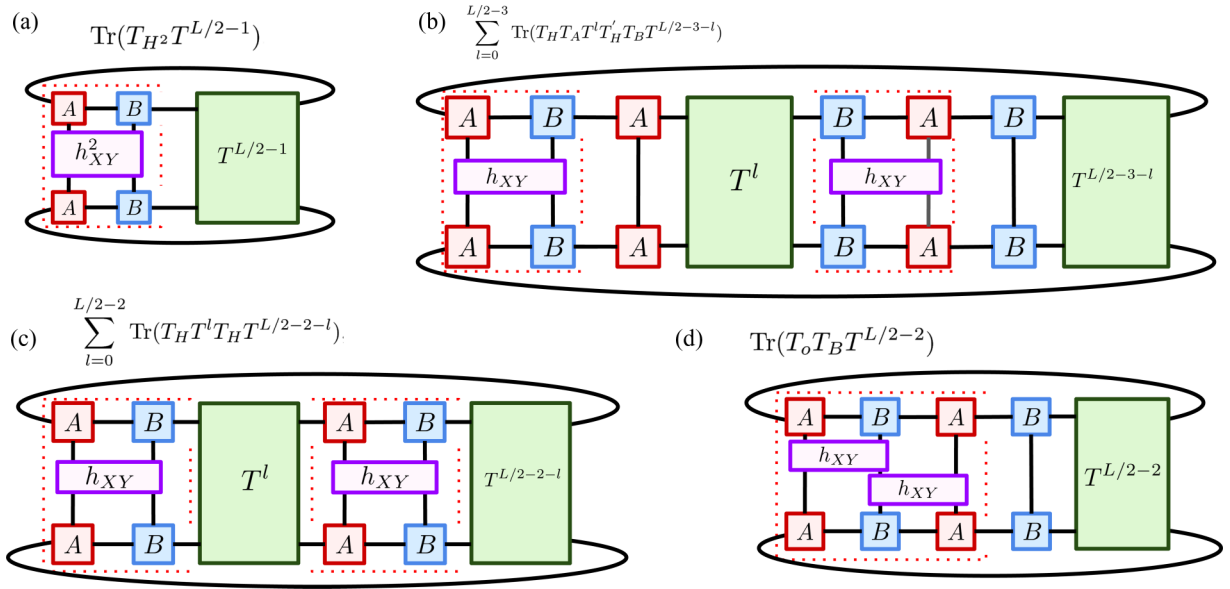 (a)
Tr(T_{H^2} T^{L/2−1})
A B
h^2_{XY}
T^{L/2−1}
A B
(b)
\sum_{l=0}^{L/2−3} Tr(T_H T_A T^l T'_H T_B T^{L/2−3−l})
A B A B A B
h_{XY} T^l h_{XY} T^{L/2−3−l}
A B A B A B
(c)
\sum_{l=0}^{L/2−2} Tr(T_H T^l T_H T^{L/2−2−l}).
A B A B
h_{XY} T^l h_{XY} T^{L/2−2−l}
A B A B
(d)
Tr(T_o T_B T^{L/2−2})
A B A B
h_{XY}
T^{L/2−2}
h_{XY}
A B A B